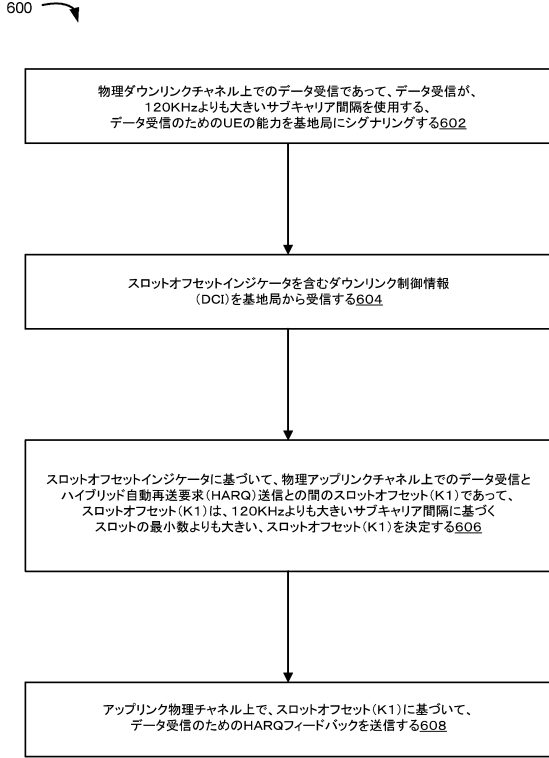 600
物理ダウンリンクチャネル上でのデータ受信であって、データ受信が、
120KHzよりも大きいサブキャリア間隔を使用する、
データ受信のためのUEの能力を基地局にシグナリングする602
スロットオフセットインジケータを含むダウンリンク制御情報
(DCI)を基地局から受信する604
スロットオフセットインジケータに基づいて、物理アップリンクチャネル上でのデータ受信と
ハイブリッド自動再送要求(HARQ)送信との間のスロットオフセット(K1)であって、
スロットオフセット(K1)は、120KHzよりも大きいサブキャリア間隔に基づく
スロットの最小数よりも大きい、スロットオフセット(K1)を決定する606
アップリンク物理チャネル上で、スロットオフセット(K1)に基づいて、
データ受信のためのHARQフィードバックを送信する608